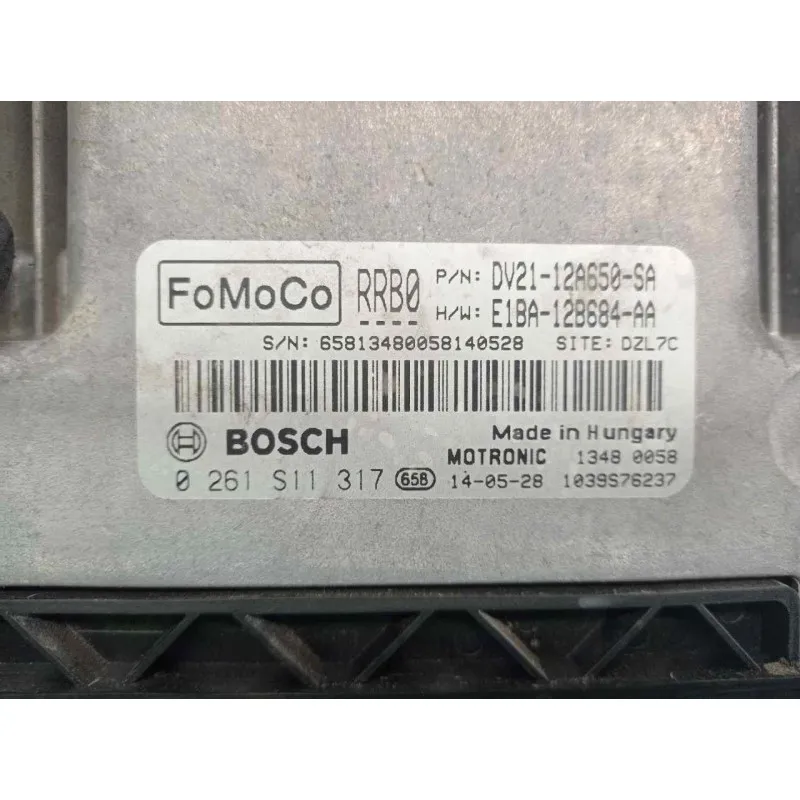 FoMoCo RRB0 P/N: DV21-12A650-SA
H/W: E1BA-12B684-AA
S/N: 65813480058140528 SITE: DZL7C
BOSCH Made in Hungary
MOTRONIC 1348 0058
0 261 S11 317 658 14-05-28 1039S76237